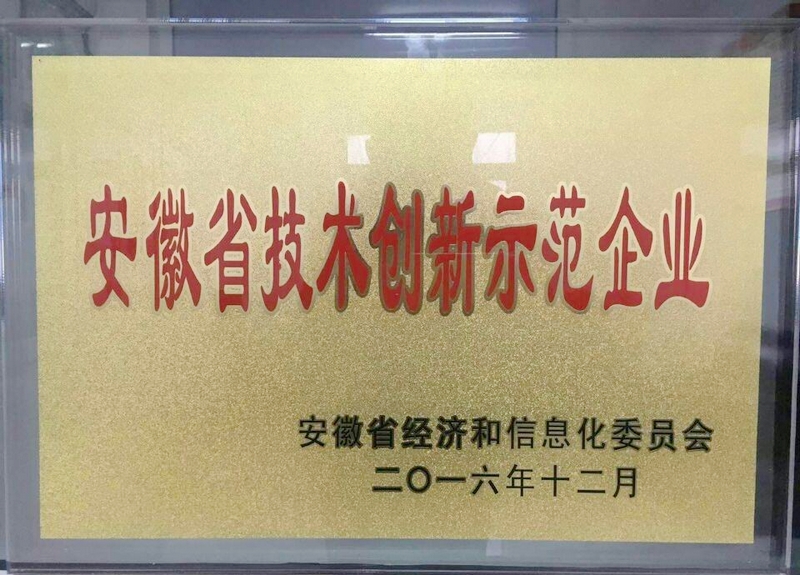 安徽省技术创新示范企业
安徽省经济和信息化委员会
二〇一六年十二月